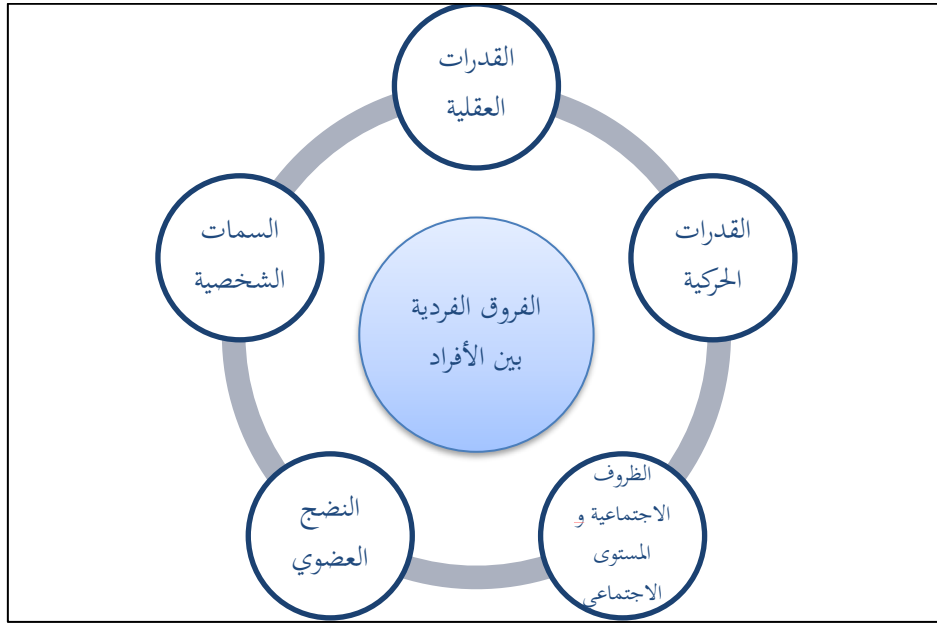 القدرات
العقلية
القدرات
الحركية
السمات
الشخصية
الفروق الفردية
بين الأفراد
الظروف
الاجتماعية و
المستوى
الاجتماعي
النضج
العضوي